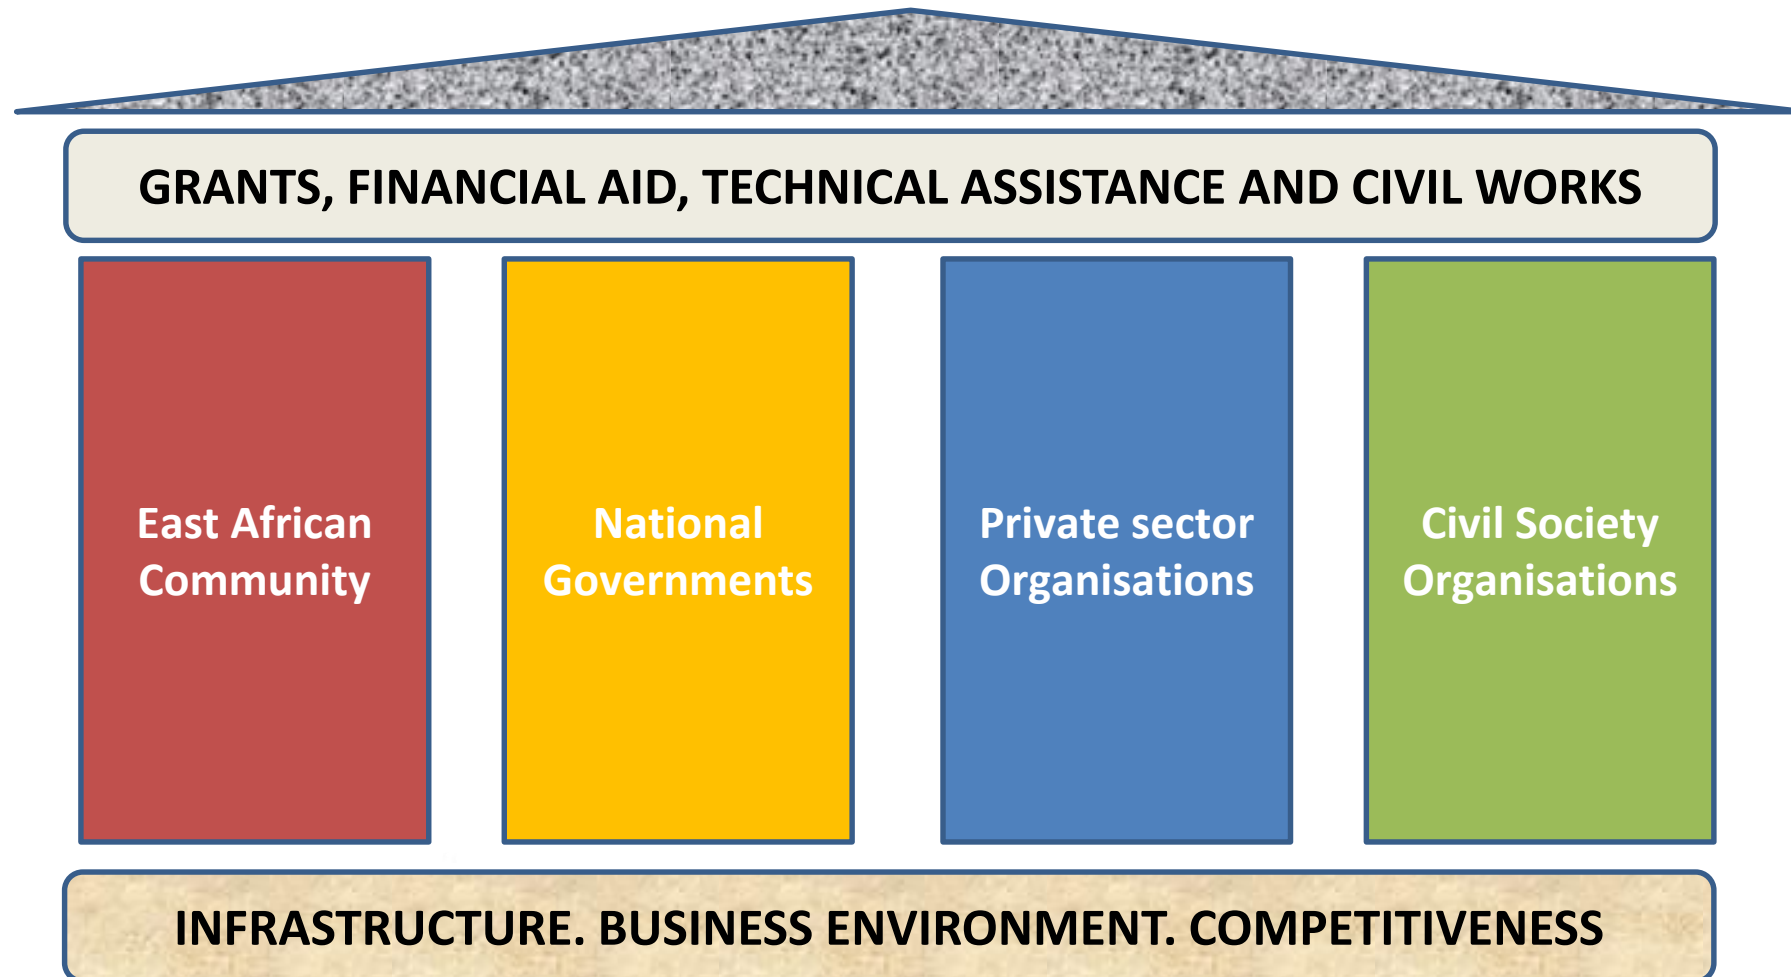 GRANTS, FINANCIAL AID, TECHNICAL ASSISTANCE AND CIVIL WORKS
East African
Community
National
Governments
Private sector
Organisations
Civil Society
Organisations
INFRASTRUCTURE. BUSINESS ENVIRONMENT. COMPETITIVENESS